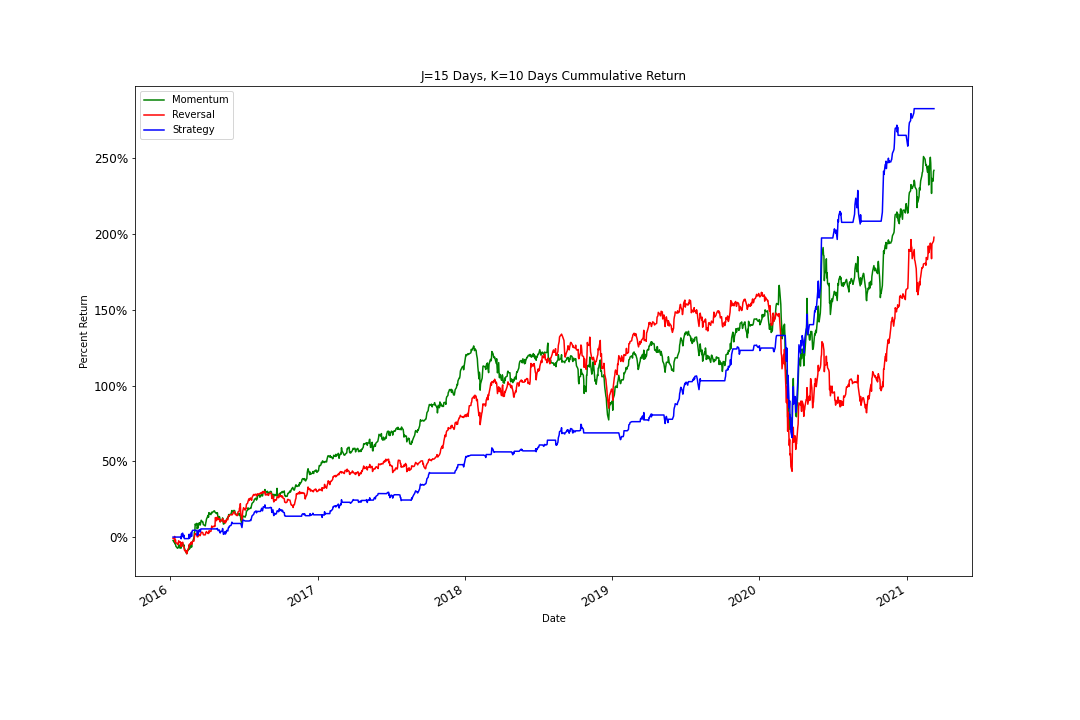 J=15 Days, K=10 Days Cummulative Return
Momentum
Reversal
Strategy
250%
200%
150%
100%
50%
0%
Percent Return
2016
2017
2018
2019
2020
2021
Date